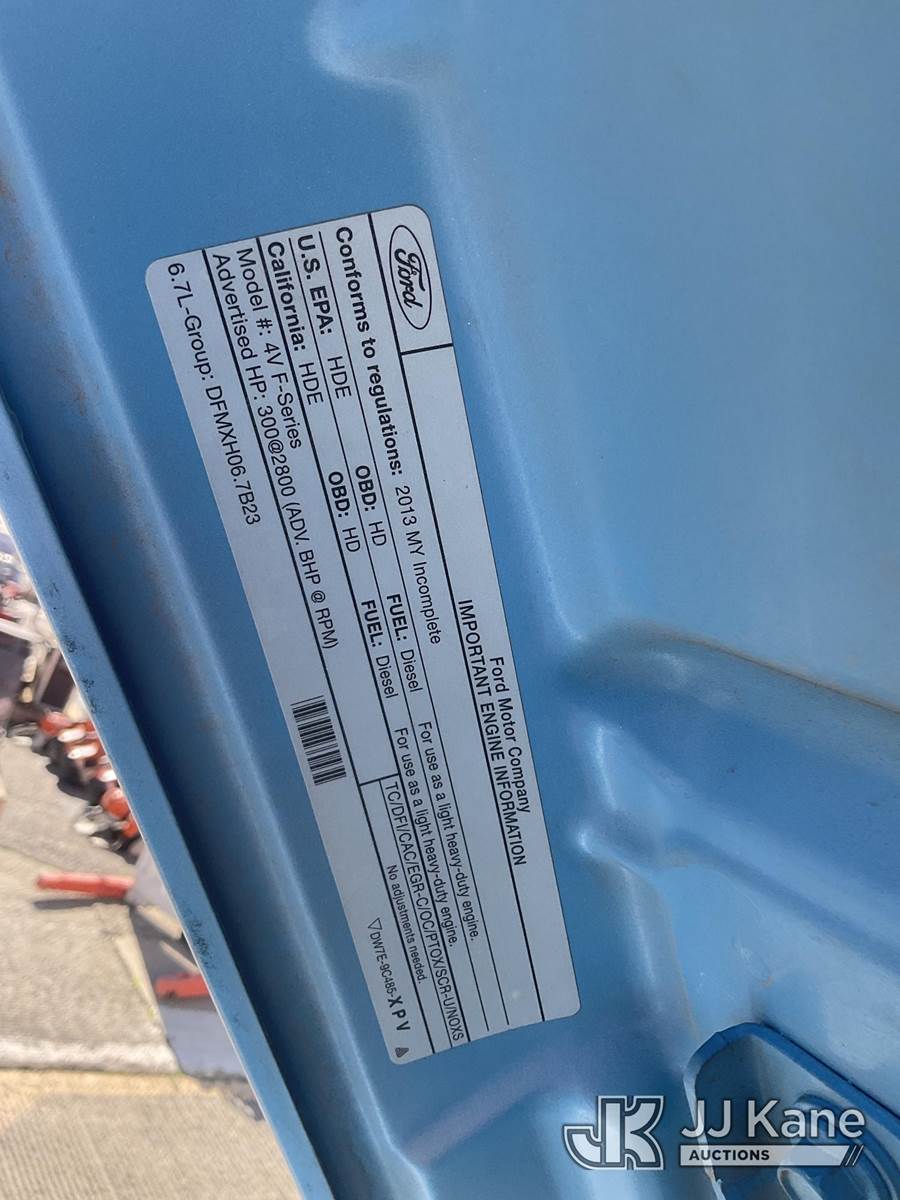 Ford
Ford Motor Company
IMPORTANT ENGINE INFORMATION
Conforms to regulations: 2013 MY Incomplete
U.S. EPA: HDE OBD: HD FUEL: Diesel For use as a light heavy-duty engine.
California: HDE OBD: HD FUEL: Diesel For use as a light heavy-duty engine.
Model #: 4V F-Series TC/DFI/CAC/EGR-C/OC/PTOX/SCR-U/NOXS
Advertised HP: 300@2800 (ADV. BHP @ RPM) No adjustments needed.
6.7L-Group: DFMXH06.7B23
DW7E-9C485-XPV
JK JJ Kane
AUCTIONS